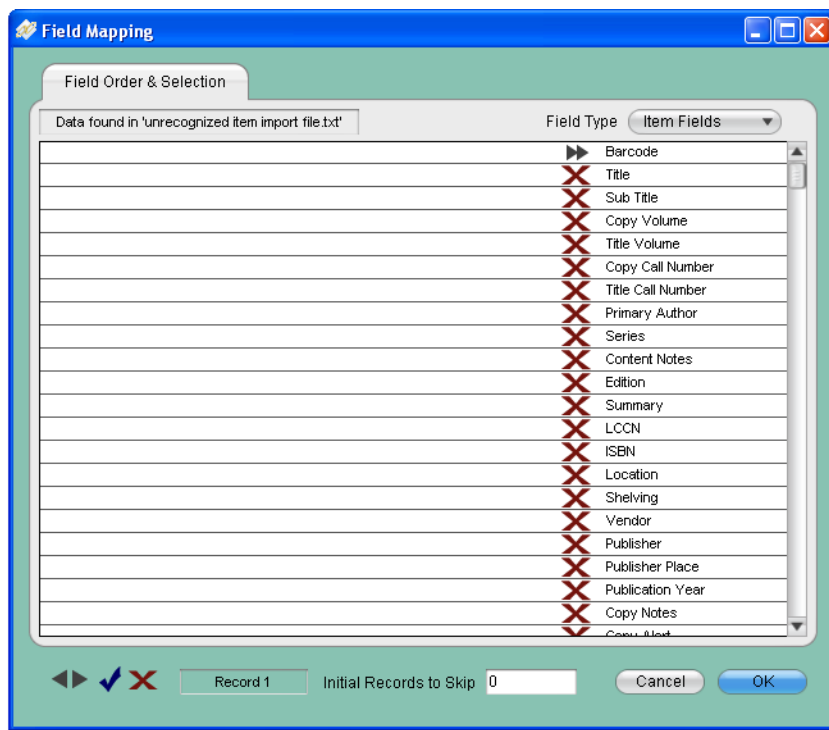 Field Mapping
Field Order & Selection
Data found in 'unrecognized item import file.txt'
Field Type Item Fields
Barcode
Title
Sub Title
Copy Volume
Title Volume
Copy Call Number
Title Call Number
Primary Author
Series
Content Notes
Edition
Summary
LCCN
ISBN
Location
Shelving
Vendor
Publisher
Publisher Place
Publication Year
Copy Notes
Copy Alert
Record 1 Initial Records to Skip 0 Cancel OK